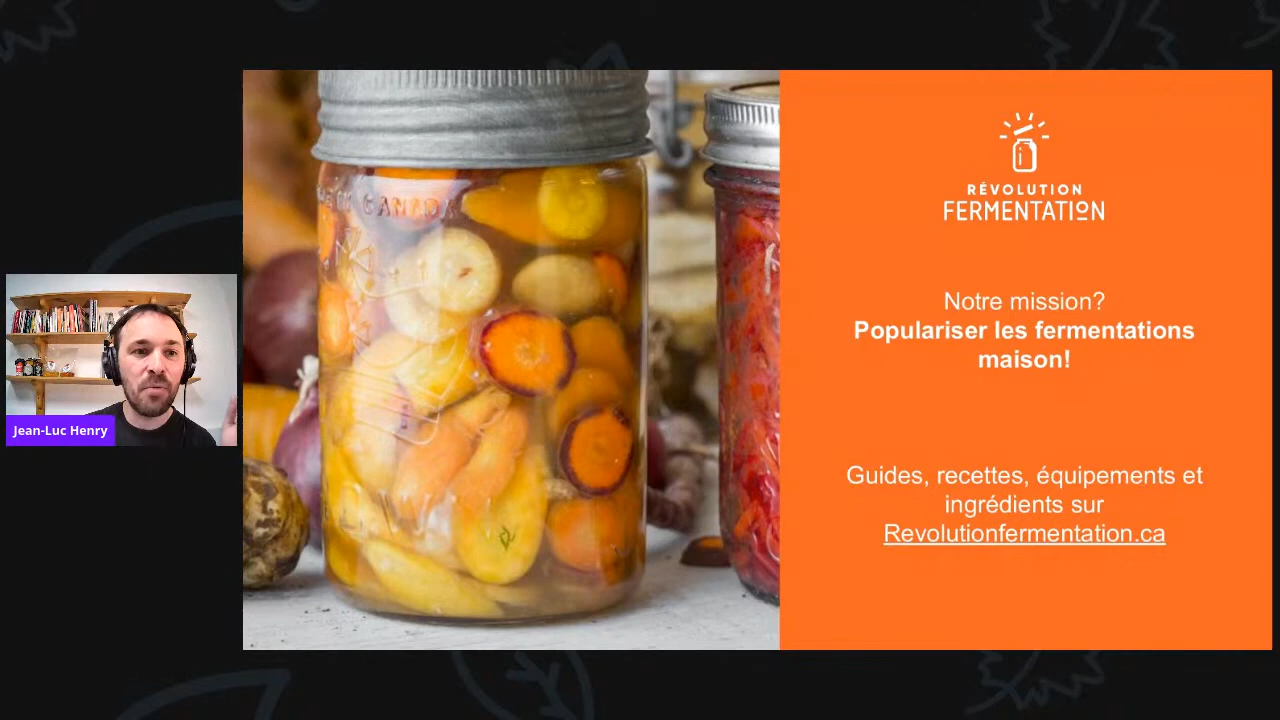 RÉVOLUTION
FERMENTATION
Notre mission?
Populariser les fermentations
maison!
Jean-Luc Henry
Guides, recettes, équipements et
ingrédients sur
Revolutionfermentation.ca
CANADA